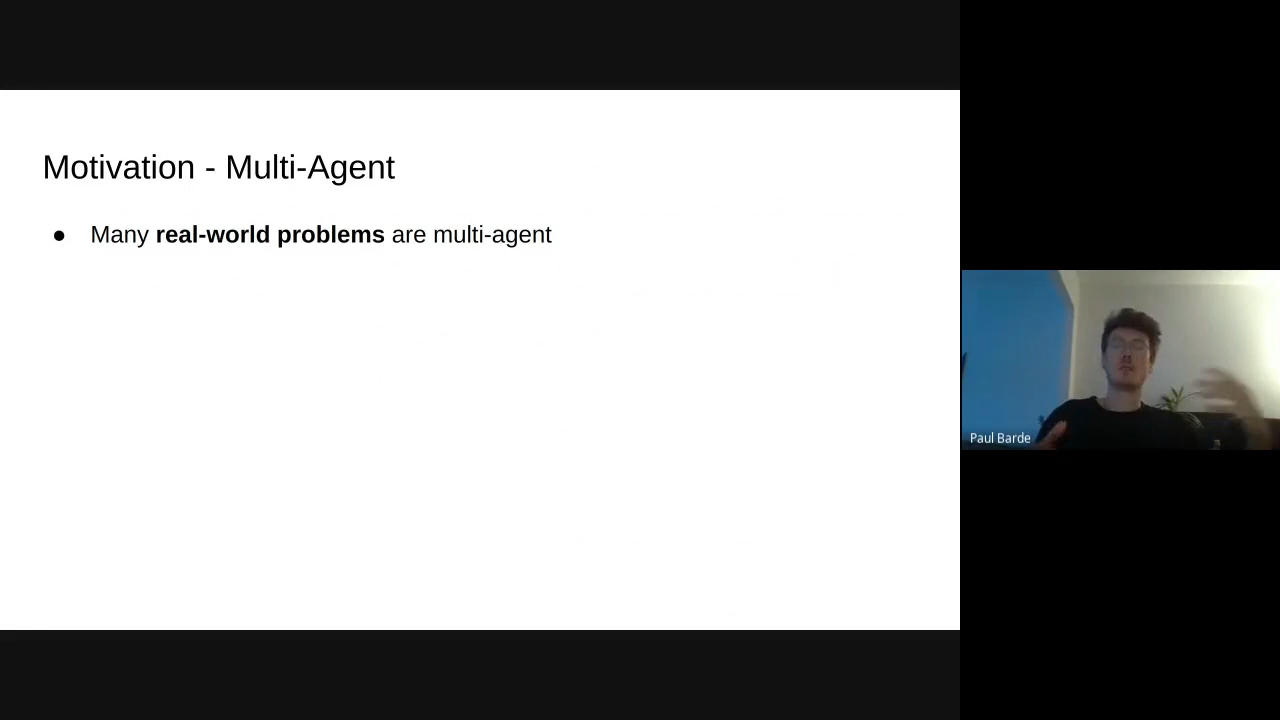 Motivation - Multi-Agent
● Many real-world problems are multi-agent
Paul Barde